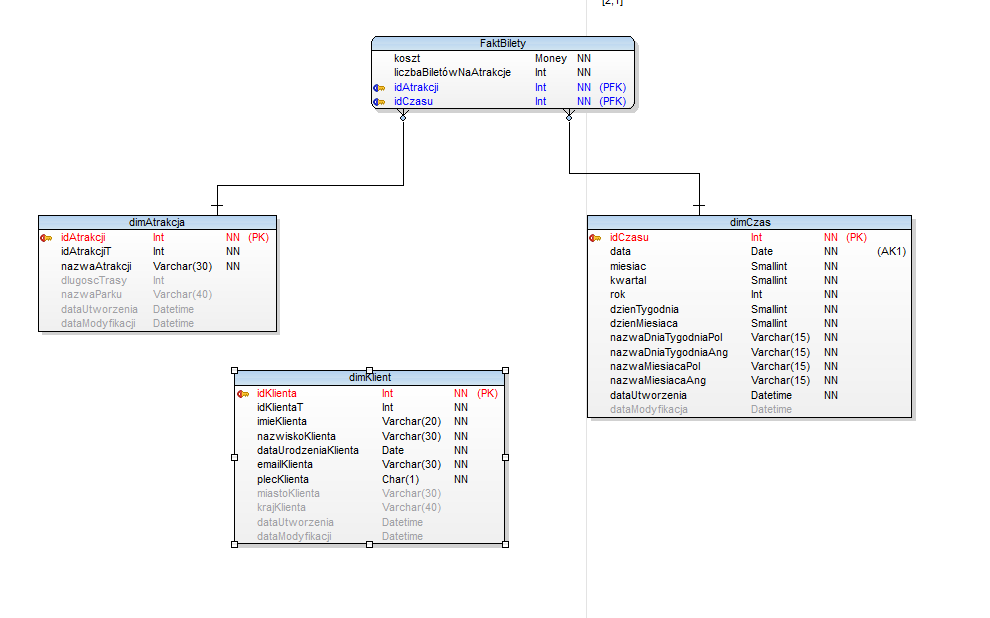 [2,1]
FaktBilety
koszt Money NN
liczbaBiletówNaAtrakcje Int NN
idAtrakcji Int NN (PFK)
idCzasu Int NN (PFK)
dimAtrakcja
idAtrakcji Int NN (PK)
idAtrakcjiT Int NN
nazwaAtrakcji Varchar(30) NN
dlugoscTrasy Int
nazwaParku Varchar(40)
dataUtworzenia Datetime
dataModyfikacji Datetime
dimCzas
idCzasu Int NN (PK)
data Date NN (AK1)
miesiac Smallint NN
kwartal Smallint NN
rok Int NN
dzienTygodnia Smallint NN
dzienMiesiaca Smallint NN
nazwaDniaTygodniaPol Varchar(15) NN
nazwaDniaTygodniaAng Varchar(15) NN
nazwaMiesiacaPol Varchar(15) NN
nazwaMiesiacaAng Varchar(15) NN
dataUtworzenia Datetime NN
dataModyfikacja Datetime
dimKlient
idKlienta Int NN (PK)
idKlientaT Int NN
imieKlienta Varchar(20) NN
nazwiskoKlienta Varchar(30) NN
dataUrodzeniaKlienta Date NN
emailKlienta Varchar(30) NN
plecKlienta Char(1) NN
miastoKlienta Varchar(30)
krajKlienta Varchar(40)
dataUtworzenia Datetime
dataModyfikacji Datetime